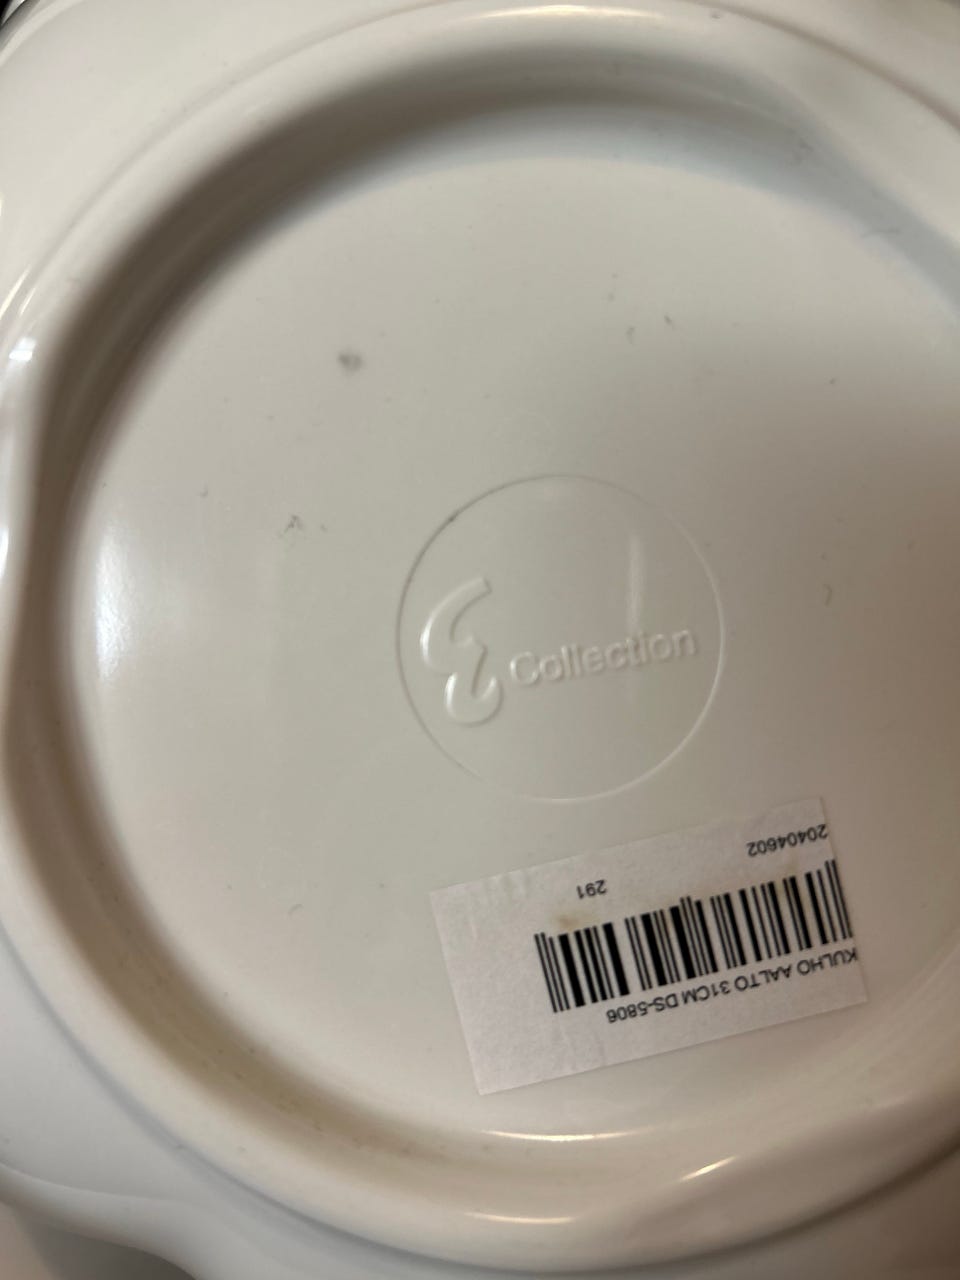 E Collection
KULHO AALTO 31CM DS-5806
291
20404602